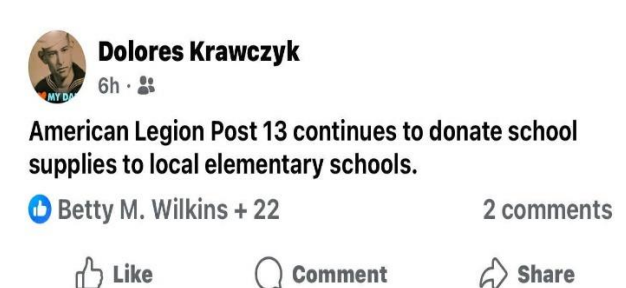 Dolores Krawczyk
6h ·
MY DA
American Legion Post 13 continues to donate school
supplies to local elementary schools.
Betty M. Wilkins + 22 2 comments
Like Comment Share